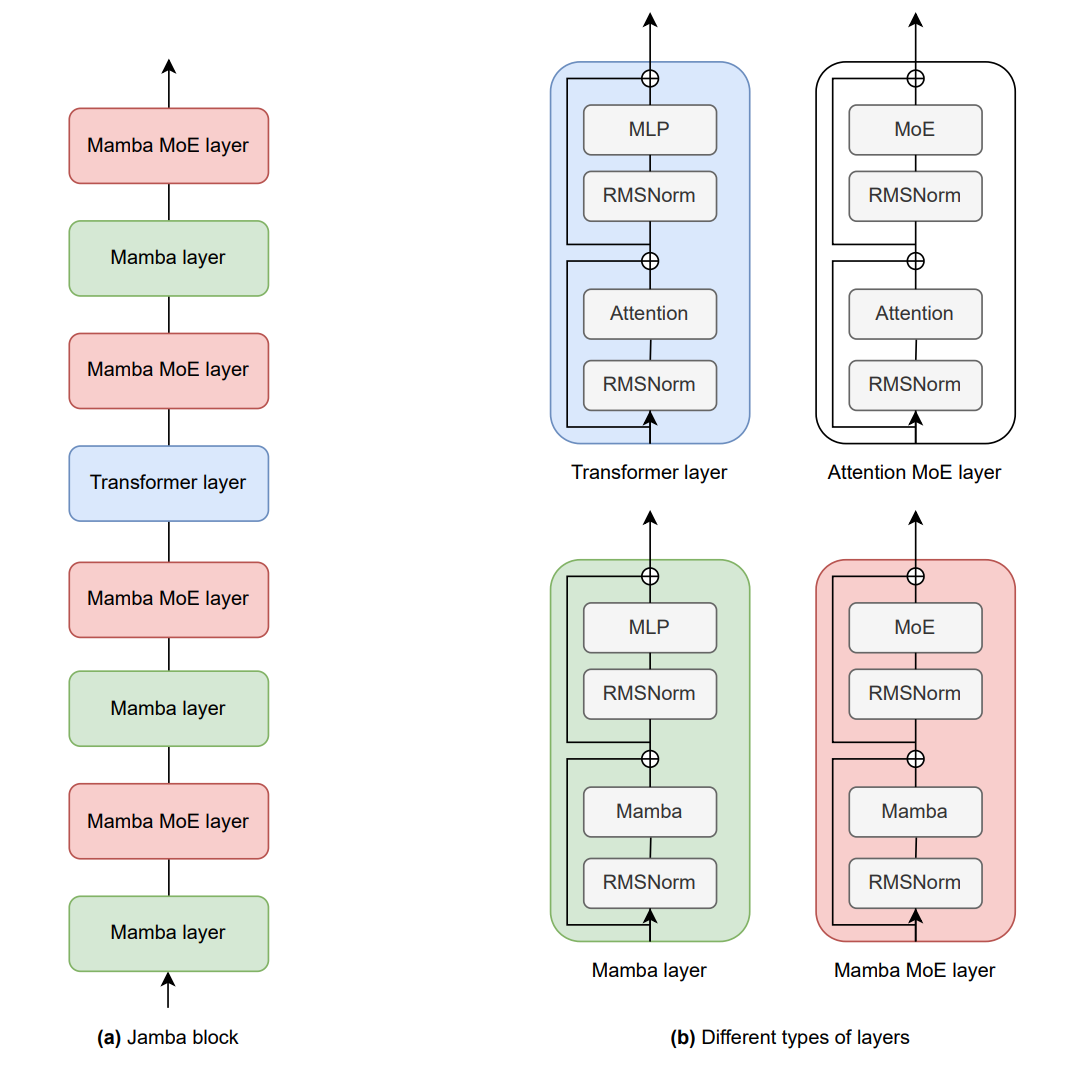 Mamba MoE layer
Mamba layer
Mamba MoE layer
Transformer layer
Mamba MoE layer
Mamba layer
Mamba MoE layer
Mamba layer
(a) Jamba block
MLP
RMSNorm
Attention
RMSNorm
Transformer layer
MoE
RMSNorm
Attention
RMSNorm
Attention MoE layer
MLP
RMSNorm
Mamba
RMSNorm
Mamba layer
MoE
RMSNorm
Mamba
RMSNorm
Mamba MoE layer
(b) Different types of layers